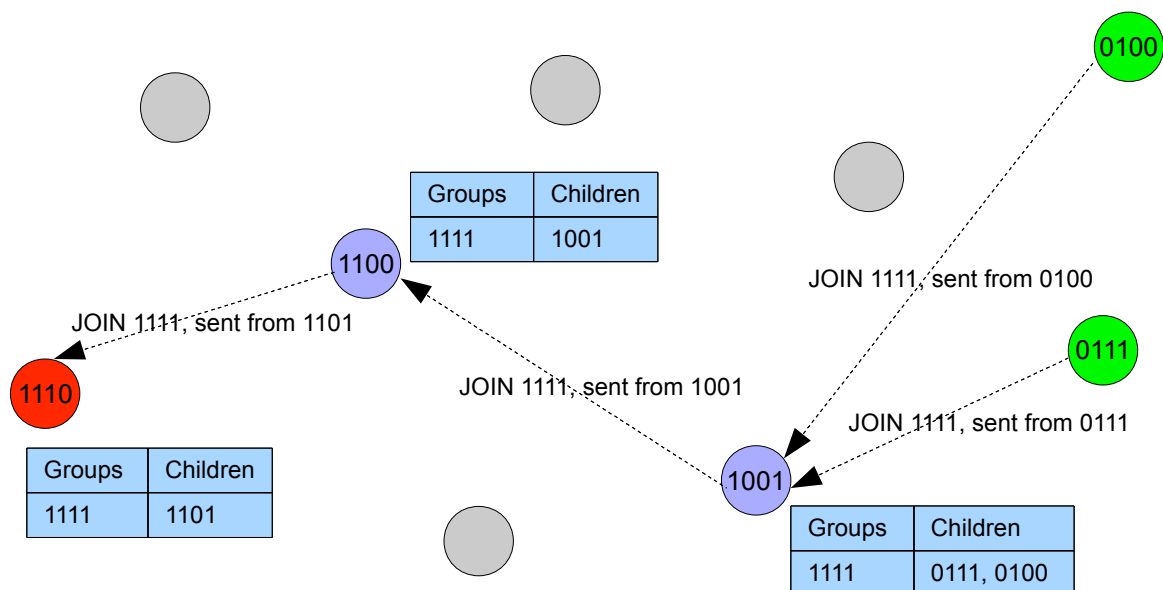 0100
Groups Children
1111 1001
1100
JOIN 1111, sent from 0100
JOIN 1111, sent from 1101
0111
1110
JOIN 1111, sent from 1001
JOIN 1111, sent from 0111
Groups Children
1111 1101
1001
Groups Children
1111 0111, 0100